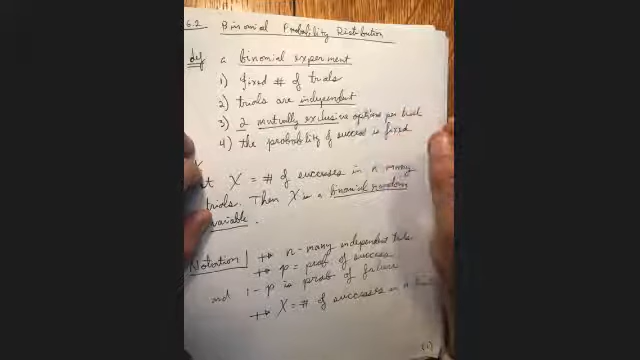 6.2 Binomial Probability Distribution
def a binomial experiment
1) fixed # of trials
2) trials are independent
3) 2 mutually exclusive options per trial
4) the probability of success is fixed
X = # of successes in n many
trials. Then X is a binomial random
variable.
Notation n-many independent trials
p = prob. of success
and 1-p is prob of failure
X = # of successes in n
(1)